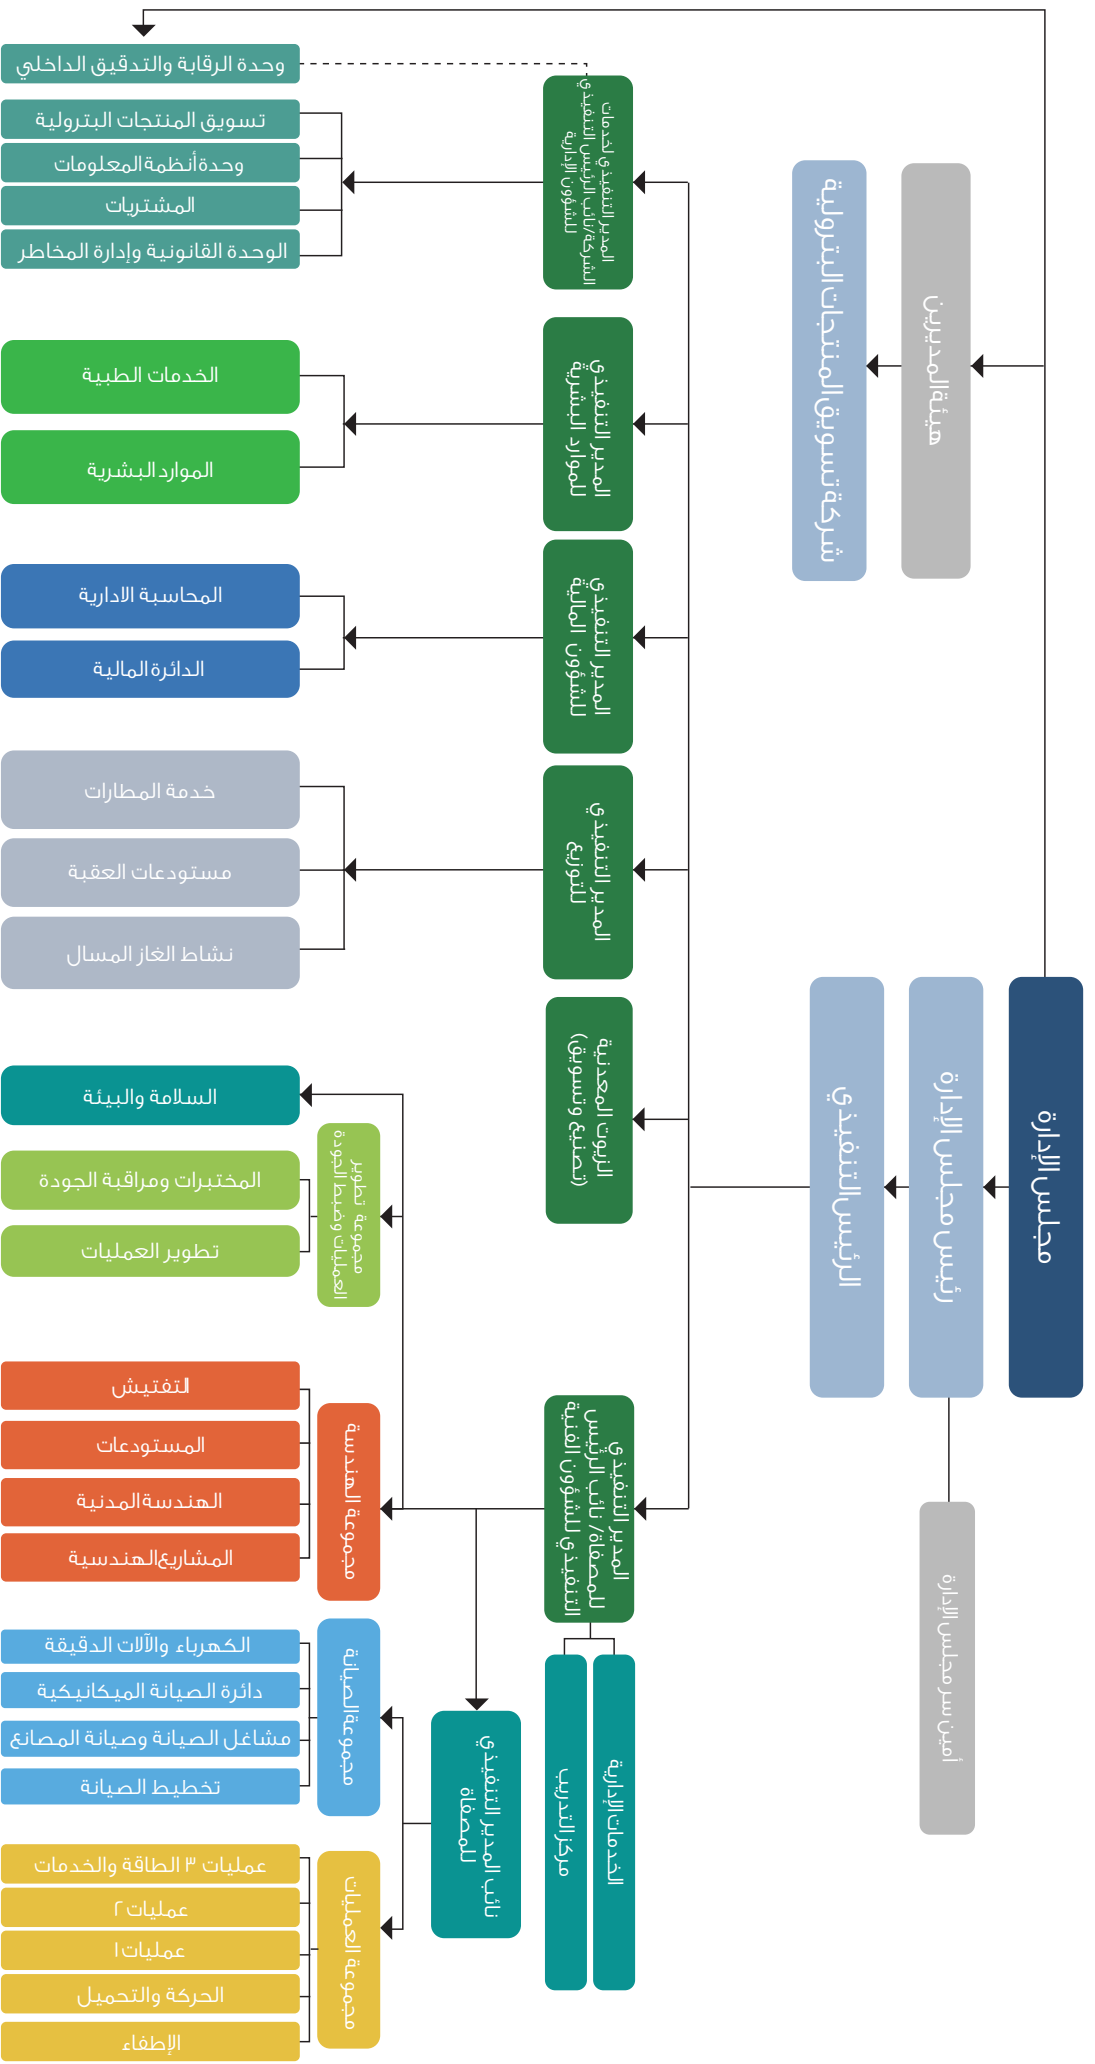 مجلس الإدارة
رئيس مجلس الإدارة
الرئيس التنفيذي
أمين سر مجلس الإدارة
هيئة المديرين
شركة تسويق المنتجات البترولية
المدير التنفيذي لخدمات
الشركة/نائب الرئيس التنفيذي
للشؤون الإدارية
وحدة الرقابة والتدقيق الداخلي
تسويق المنتجات البترولية
وحدة أنظمة المعلومات
المشتريات
الوحدة القانونية وإدارة المخاطر
المدير التنفيذي
للموارد البشرية
الخدمات الطبية
الموارد البشرية
المدير التنفيذي
للشؤون المالية
المحاسبة الادارية
الدائرة المالية
المدير التنفيذي
للتوزيع
خدمة المطارات
مستودعات العقبة
نشاط الغاز المسال
الزيوت المعدنية
(تصنيع وتسويق)
المدير التنفيذي
للمصفاة/ نائب الرئيس
التنفيذي للشؤون الفنية
الخدمات الإدارية
مركز التدريب
نائب المدير التنفيذي
للمصفاة
السلامة والبيئة
مجموعة تطوير
العمليات وضبط الجودة
المختبرات ومراقبة الجودة
تطوير العمليات
مجموعة الهندسة
التفتيش
المستودعات
الهندسة المدنية
المشاريع الهندسية
مجموعة الصيانة
الكهرباء والآلات الدقيقة
دائرة الصيانة الميكانيكية
مشاغل الصيانة وصيانة المصانع
تخطيط الصيانة
مجموعة العمليات
عمليات ٣ الطاقة والخدمات
عمليات ٢
عمليات ١
الحركة والتحميل
الإطفاء